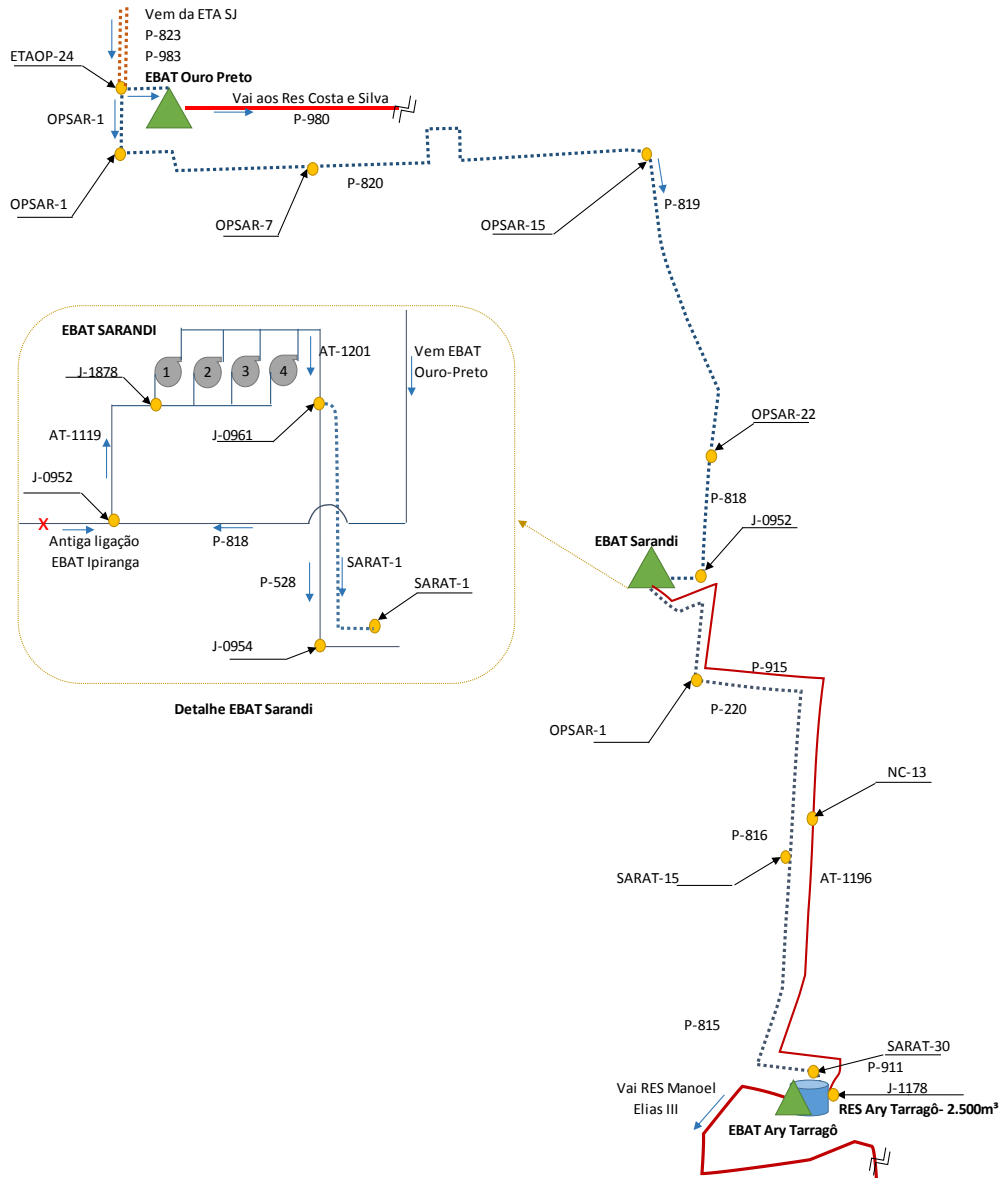 Vem da ETA SJ
P-823
P-983
ETAOP-24
EBAT Ouro Preto
Vai aos Res Costa e Silva
P-980
OPSAR-1
P-820
OPSAR-1
OPSAR-7
OPSAR-15
P-819
EBAT SARANDI
AT-1201
Vem EBAT
Ouro-Preto
1
2
3
4
J-1878
AT-1119
J-0961
J-0952
X
Antiga ligação
EBAT Ipiranga
P-818
P-528
SARAT-1
SARAT-1
J-0954
Detalhe EBAT Sarandi
OPSAR-22
P-818
J-0952
EBAT Sarandi
P-915
P-220
OPSAR-1
NC-13
P-816
SARAT-15
AT-1196
P-815
SARAT-30
P-911
J-1178
Vai RES Manoel
Elias III
RES Ary Tarragô- 2.500m³
EBAT Ary Tarragô